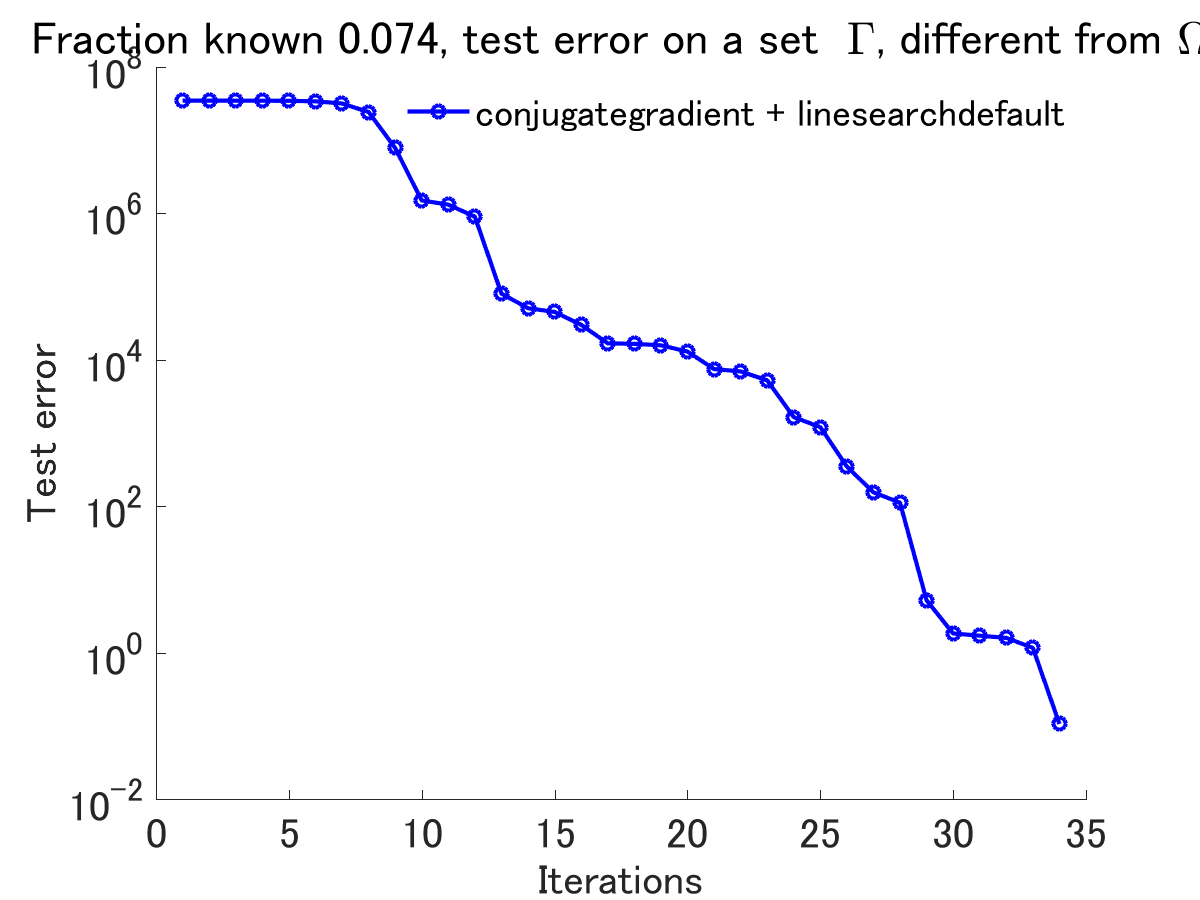 Fraction known 0.074, test error on a set Γ, different from Ω
10^8
conjugategradient + linesearchdefault
10^6
10^4
10^2
10^0
10^-2
Test error
0 5 10 15 20 25 30 35
Iterations